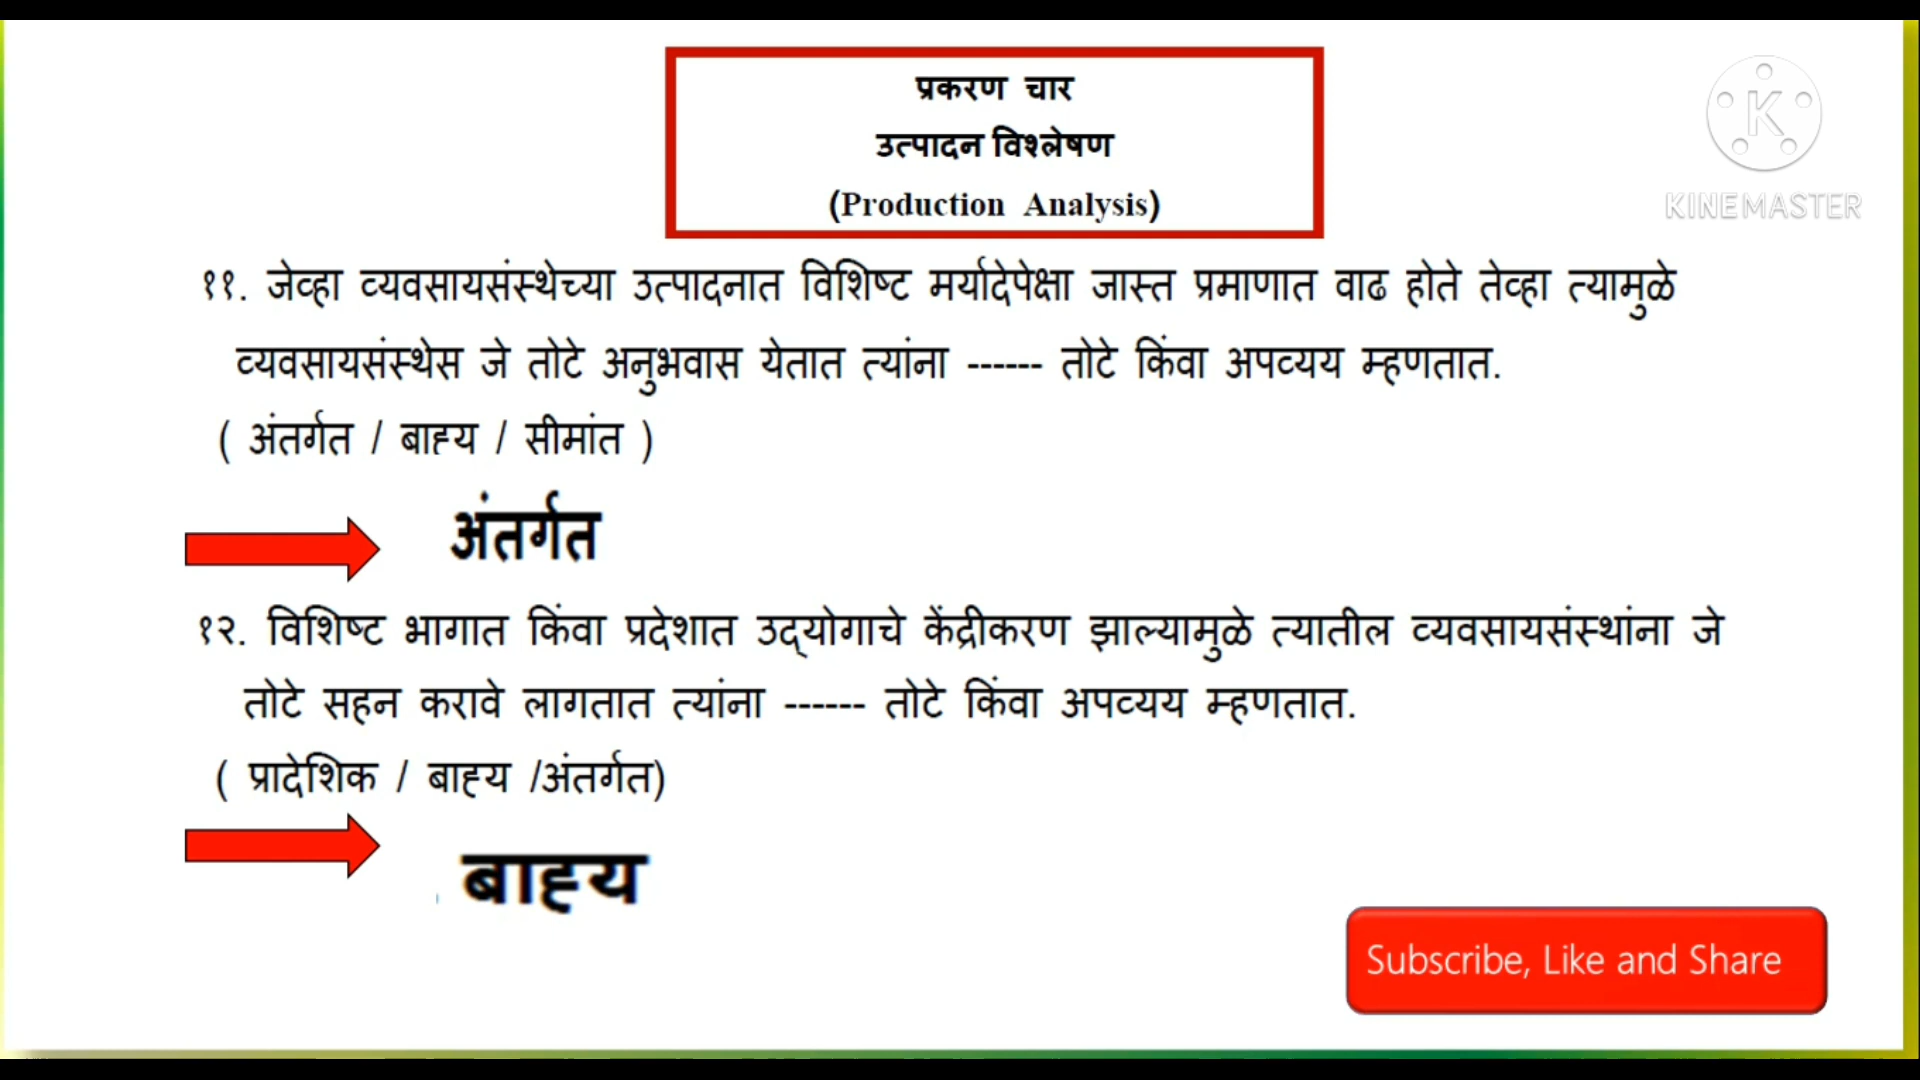 प्रकरण चार
उत्पादन विश्लेषण
(Production Analysis)
K
KINEMASTER
११. जेव्हा व्यवसायसंस्थेच्या उत्पादनात विशिष्ट मर्यादेपेक्षा जास्त प्रमाणात वाढ होते तेव्हा त्यामुळे
व्यवसायसंस्थेस जे तोटे अनुभवास येतात त्यांना ------ तोटे किंवा अपव्यय म्हणतात.
( अंतर्गत / बाह्य / सीमांत )
अंतर्गत
१२. विशिष्ट भागात किंवा प्रदेशात उद्योगाचे केंद्रीकरण झाल्यामुळे त्यातील व्यवसायसंस्थांना जे
तोटे सहन करावे लागतात त्यांना ------ तोटे किंवा अपव्यय म्हणतात.
( प्रादेशिक / बाह्य /अंतर्गत)
बाह्य
Subscribe, Like and Share